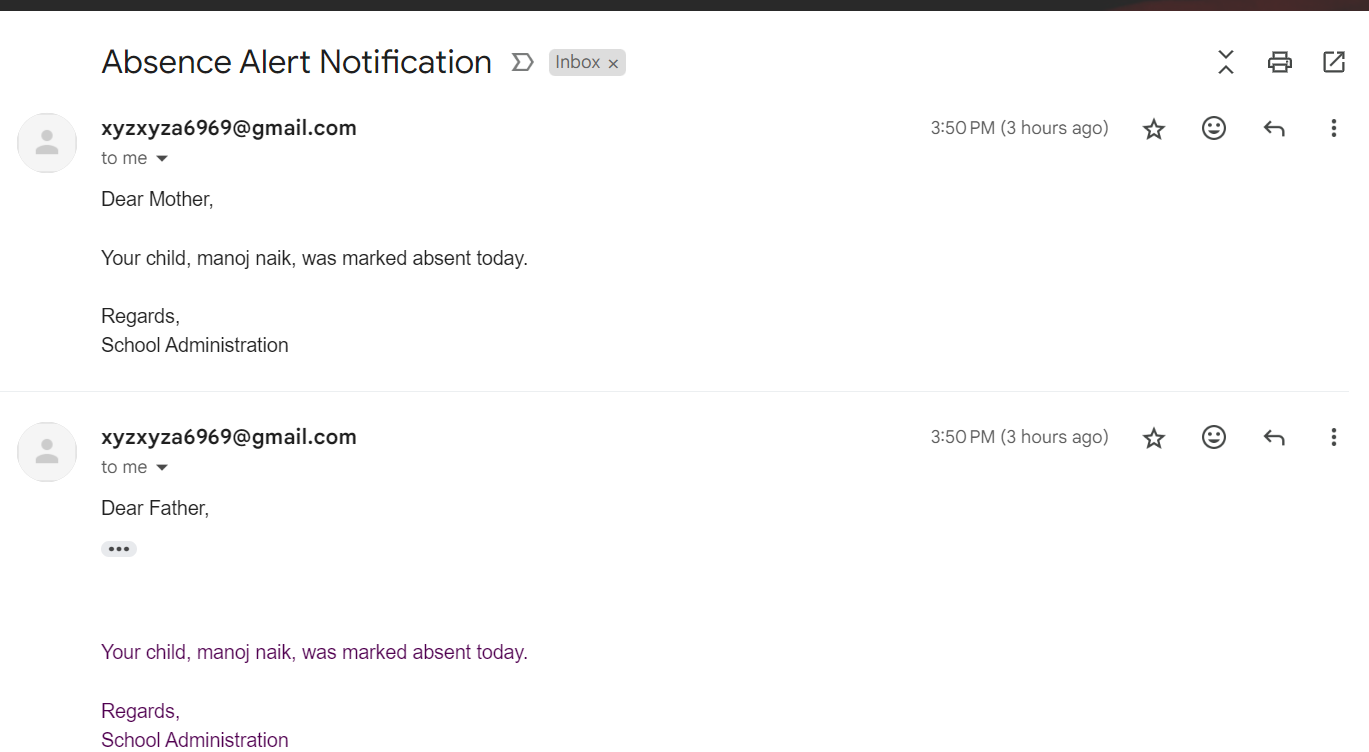 Absence Alert Notification Inbox ×
xyzxyza6969@gmail.com 3:50 PM (3 hours ago)
to me
Dear Mother,
Your child, manoj naik, was marked absent today.
Regards,
School Administration
xyzxyza6969@gmail.com 3:50 PM (3 hours ago)
to me
Dear Father,
Your child, manoj naik, was marked absent today.
Regards,
School Administration